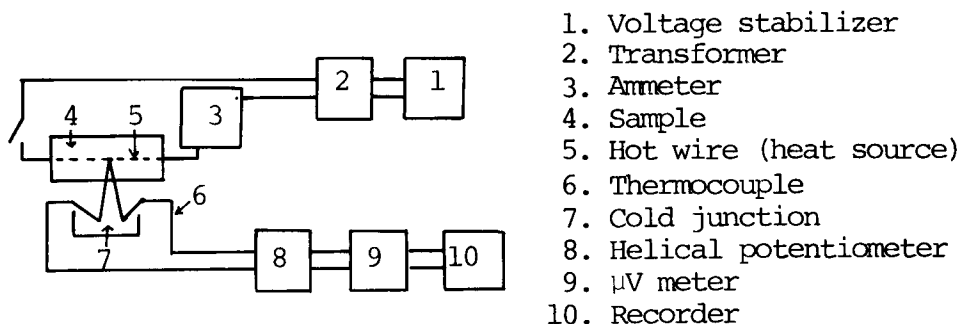 1. Voltage stabilizer
2. Transformer
3. Ammeter
4. Sample
5. Hot wire (heat source)
6. Thermocouple
7. Cold junction
8. Helical potentiometer
9. µV meter
10. Recorder
2
1
3
4
5
6
7
8
9
10